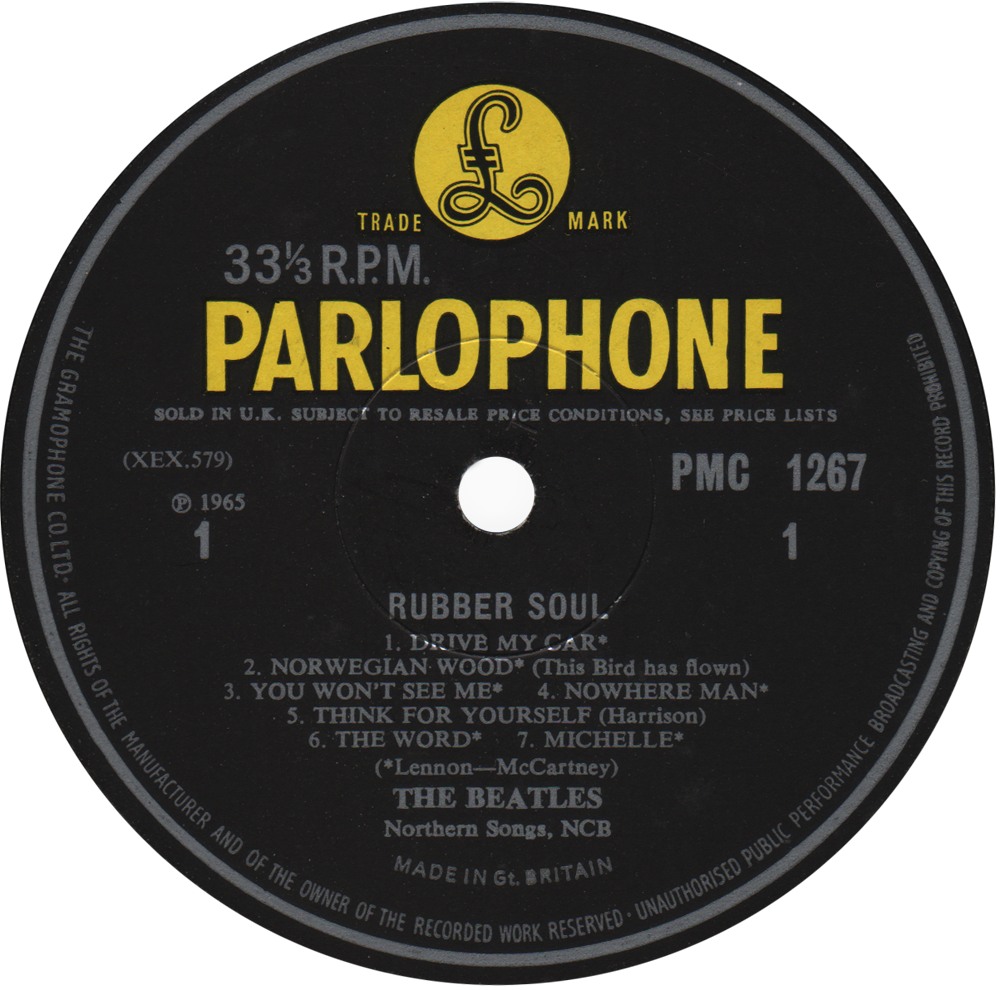 £
TRADE MARK
33⅓ R.P.M.
PARLOPHONE
SOLD IN U.K. SUBJECT TO RESALE PRICE CONDITIONS, SEE PRICE LISTS
(XEX.579)
PMC 1267
℗ 1965
1
1
RUBBER SOUL
1. DRIVE MY CAR*
2. NORWEGIAN WOOD* (This Bird has flown)
3. YOU WON'T SEE ME* 4. NOWHERE MAN*
5. THINK FOR YOURSELF (Harrison)
6. THE WORD* 7. MICHELLE*
(*Lennon—McCartney)
THE BEATLES
Northern Songs, NCB
MADE IN Gt. BRITAIN
THE GRAMOPHONE CO. LTD. · ALL RIGHTS OF THE MANUFACTURER AND OF THE OWNER OF THE RECORDED WORK RESERVED · UNAUTHORISED PUBLIC PERFORMANCE BROADCASTING AND COPYING OF THIS RECORD PROHIBITED